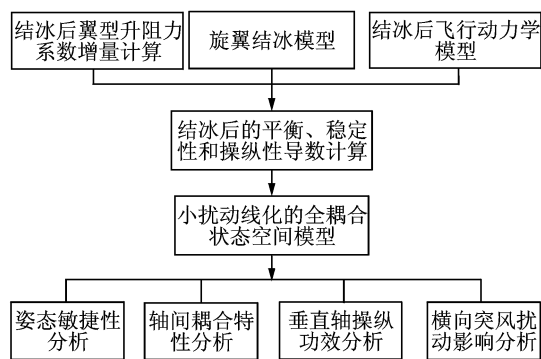 结冰后翼型升阻力
系数增量计算
旋翼结冰模型
结冰后飞行动力学
模型
结冰后的平衡、稳定
性和操纵性导数计算
小扰动线化的全耦合
状态空间模型
姿态敏捷性
分析
轴间耦合特
性分析
垂直轴操纵
功效分析
横向突风扰
动影响分析